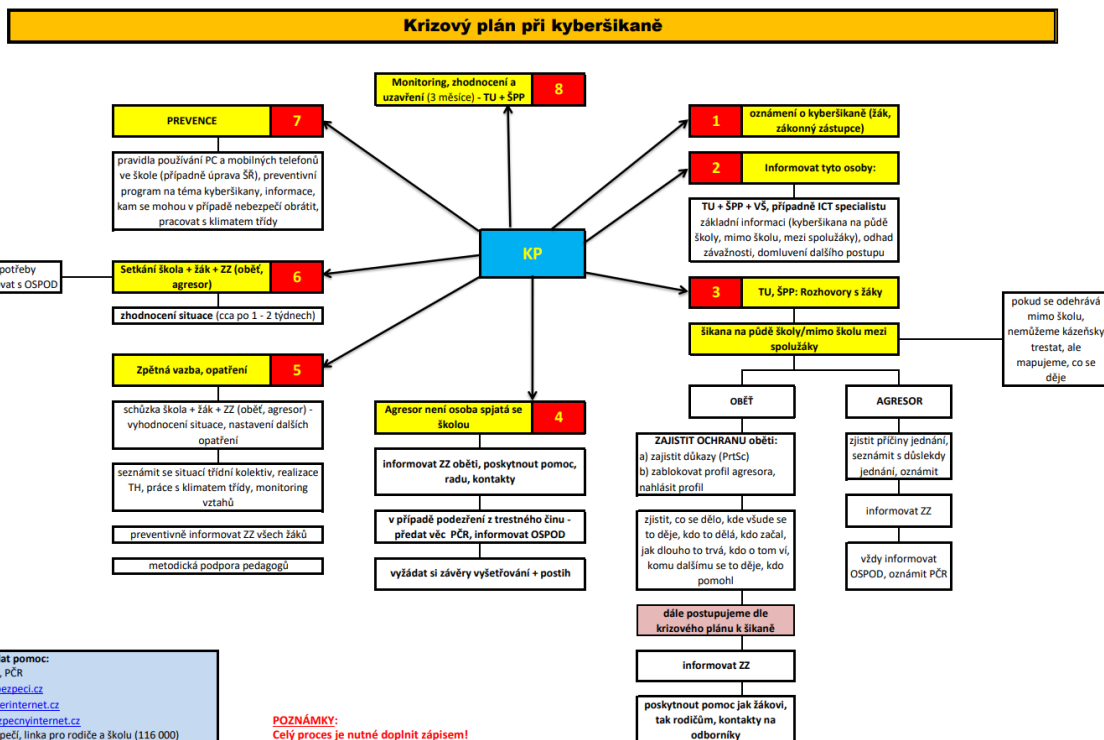 Krizový plán při kyberšikaně
Monitoring, zhodnocení a
uzavření (3 měsíce) - TU + ŠPP
8
PREVENCE
7
pravidla používání PC a mobilních telefonů
ve škole (případně úprava ŠŘ), preventivní
program na téma kyberšikany, informace,
kam se mohou v případě nebezpečí obrátit,
pracovat s klimatem třídy
1
oznámení o kyberšikaně (žák,
zákonný zástupce)
2
Informovat tyto osoby:
TU + ŠPP + VŠ, případně ICT specialistu
základní informaci (kyberšikana na půdě
školy, mimo školu, mezi spolužáky), odhad
závažnosti, domluvení dalšího postupu
KP
potřeby
s OSPOD
Setkání škola + žák + ZZ (oběť,
agresor)
6
zhodnocení situace (cca po 1 - 2 týdnech)
3
TU, ŠPP: Rozhovory s žáky
šikana na půdě školy/mimo školu mezi
spolužáky
pokud se odehrává
mimo školu,
nemůžeme kázeňsky
trestat, ale
mapujeme, co se
děje
Zpětná vazba, opatření
5
schůzka škola + žák + ZZ (oběť, agresor) -
vyhodnocení situace, nastavení dalších
opatření
seznámit se situací třídní kolektiv, realizace
TH, práce s klimatem třídy, monitoring
vztahů
preventivně informovat ZZ všech žáků
metodická podpora pedagogů
Agresor není osoba spjatá se
školou
4
informovat ZZ oběti, poskytnout pomoc,
radu, kontakty
v případě podezření z trestného činu -
předat věc PČR, informovat OSPOD
vyžádat si závěry vyšetřování + postih
OBĚŤ
ZAJISTIT OCHRANU oběti:
a) zajistit důkazy (PrtSc)
b) zablokovat profil agresora,
nahlásit profil
zjistit, co se dělo, kde všude se
to děje, kdo to dělá, kdo začal,
jak dlouho to trvá, kdo o tom ví,
komu dalšímu se to děje, kdo
pomohl
dále postupujeme dle
krizového plánu k šikaně
informovat ZZ
poskytnout pomoc jak žákovi,
tak rodičům, kontakty na
odborníky
AGRESOR
zjistit příčiny jednání,
seznámit s důslekdy
jednání, oznámit
informovat ZZ
vždy informovat
OSPOD, oznámit PČR
pomoc:
PČR
linka pro rodiče a školu (116 000)
POZNÁMKY:
Celý proces je nutné doplnit zápisem!